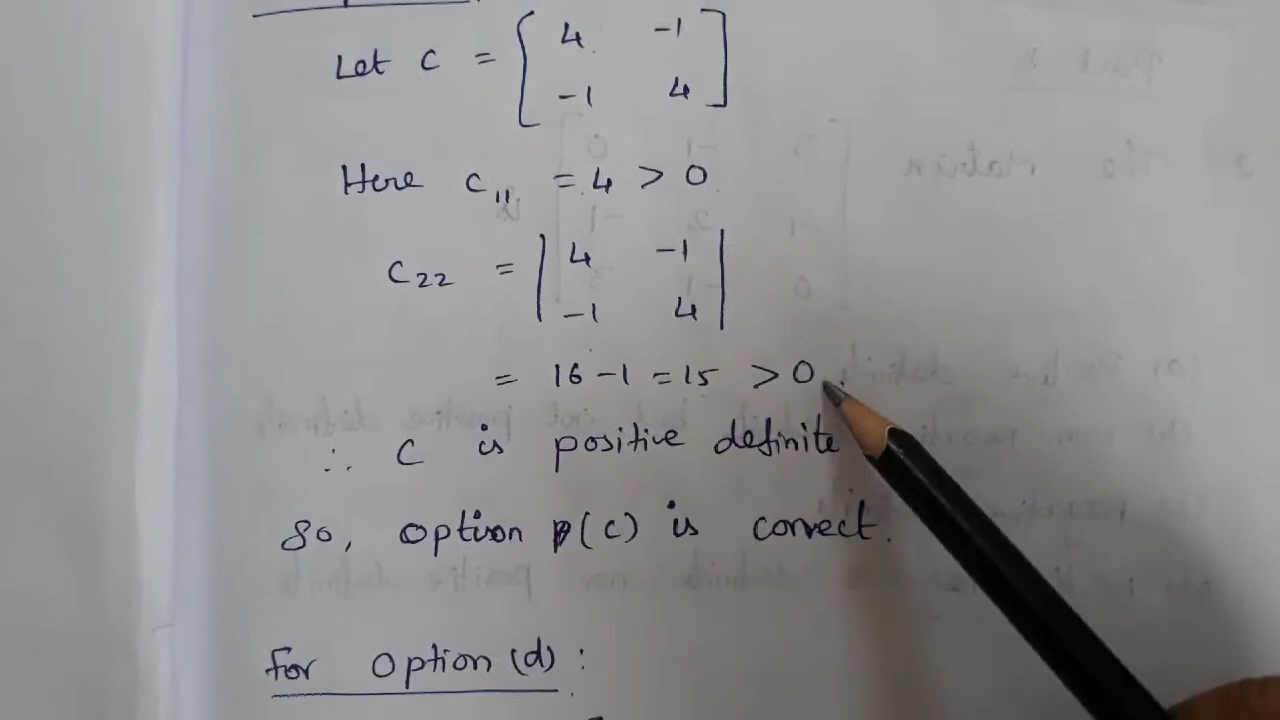 Let C = [ 4 -1
-1 4 ]
Here C₁₁ = 4 > 0
C₂₂ = | 4 -1 |
| -1 4 |
= 16 - 1 = 15 > 0
∴ C is positive definite
So, option (c) is correct.
For Option (d) :